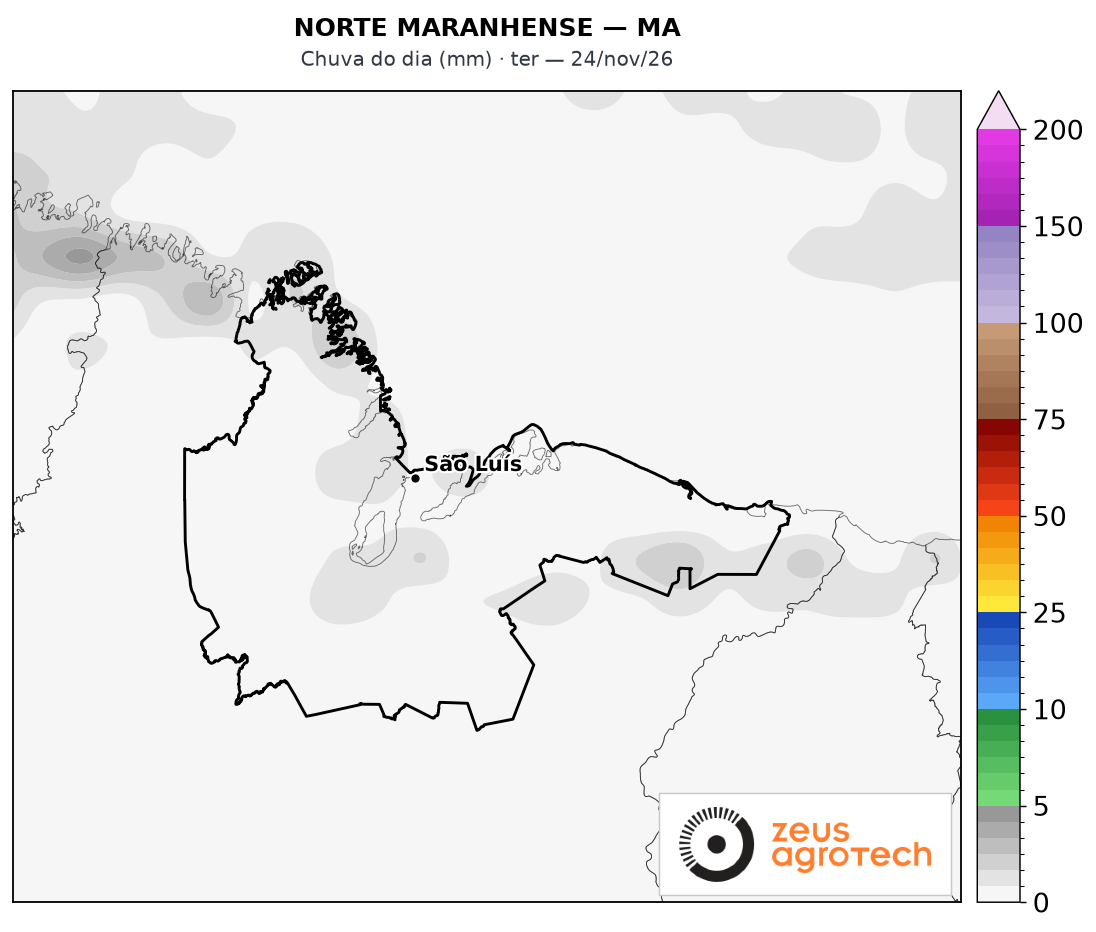 NORTE MARANHENSE — MA
Chuva do dia (mm) · ter — 24/nov/26
200
150
100
75
50
25
10
5
0
São Luís
zeus
agrotech